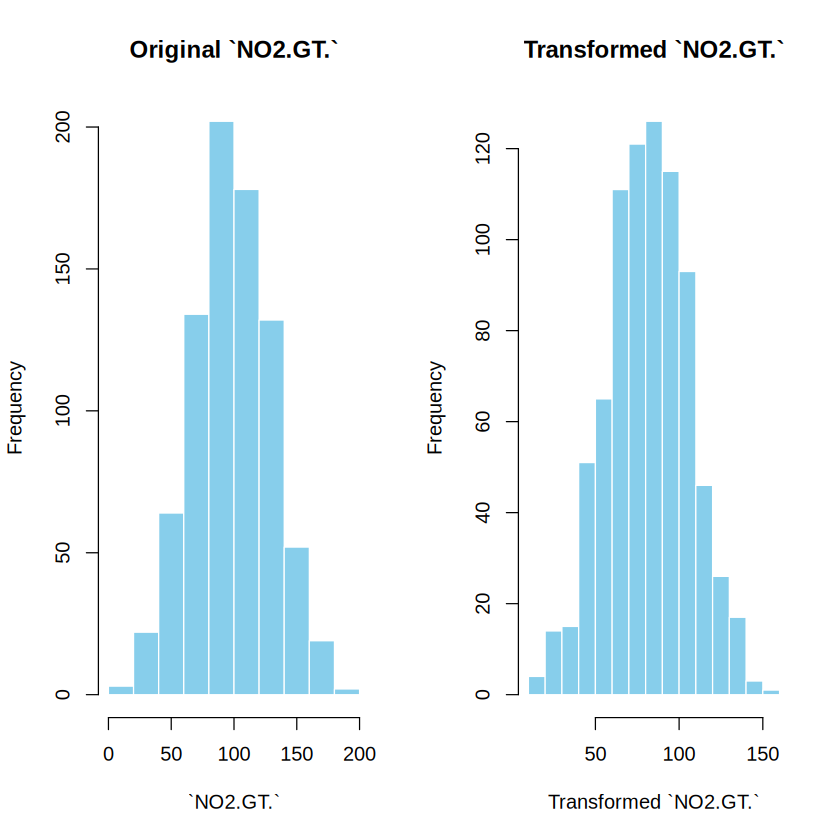 Original `NO2.GT.`
Frequency
0
50
100
150
200
0 50 100 150 200
`NO2.GT.`
Transformed `NO2.GT.`
Frequency
0
20
40
60
80
100
120
50 100 150
Transformed `NO2.GT.`